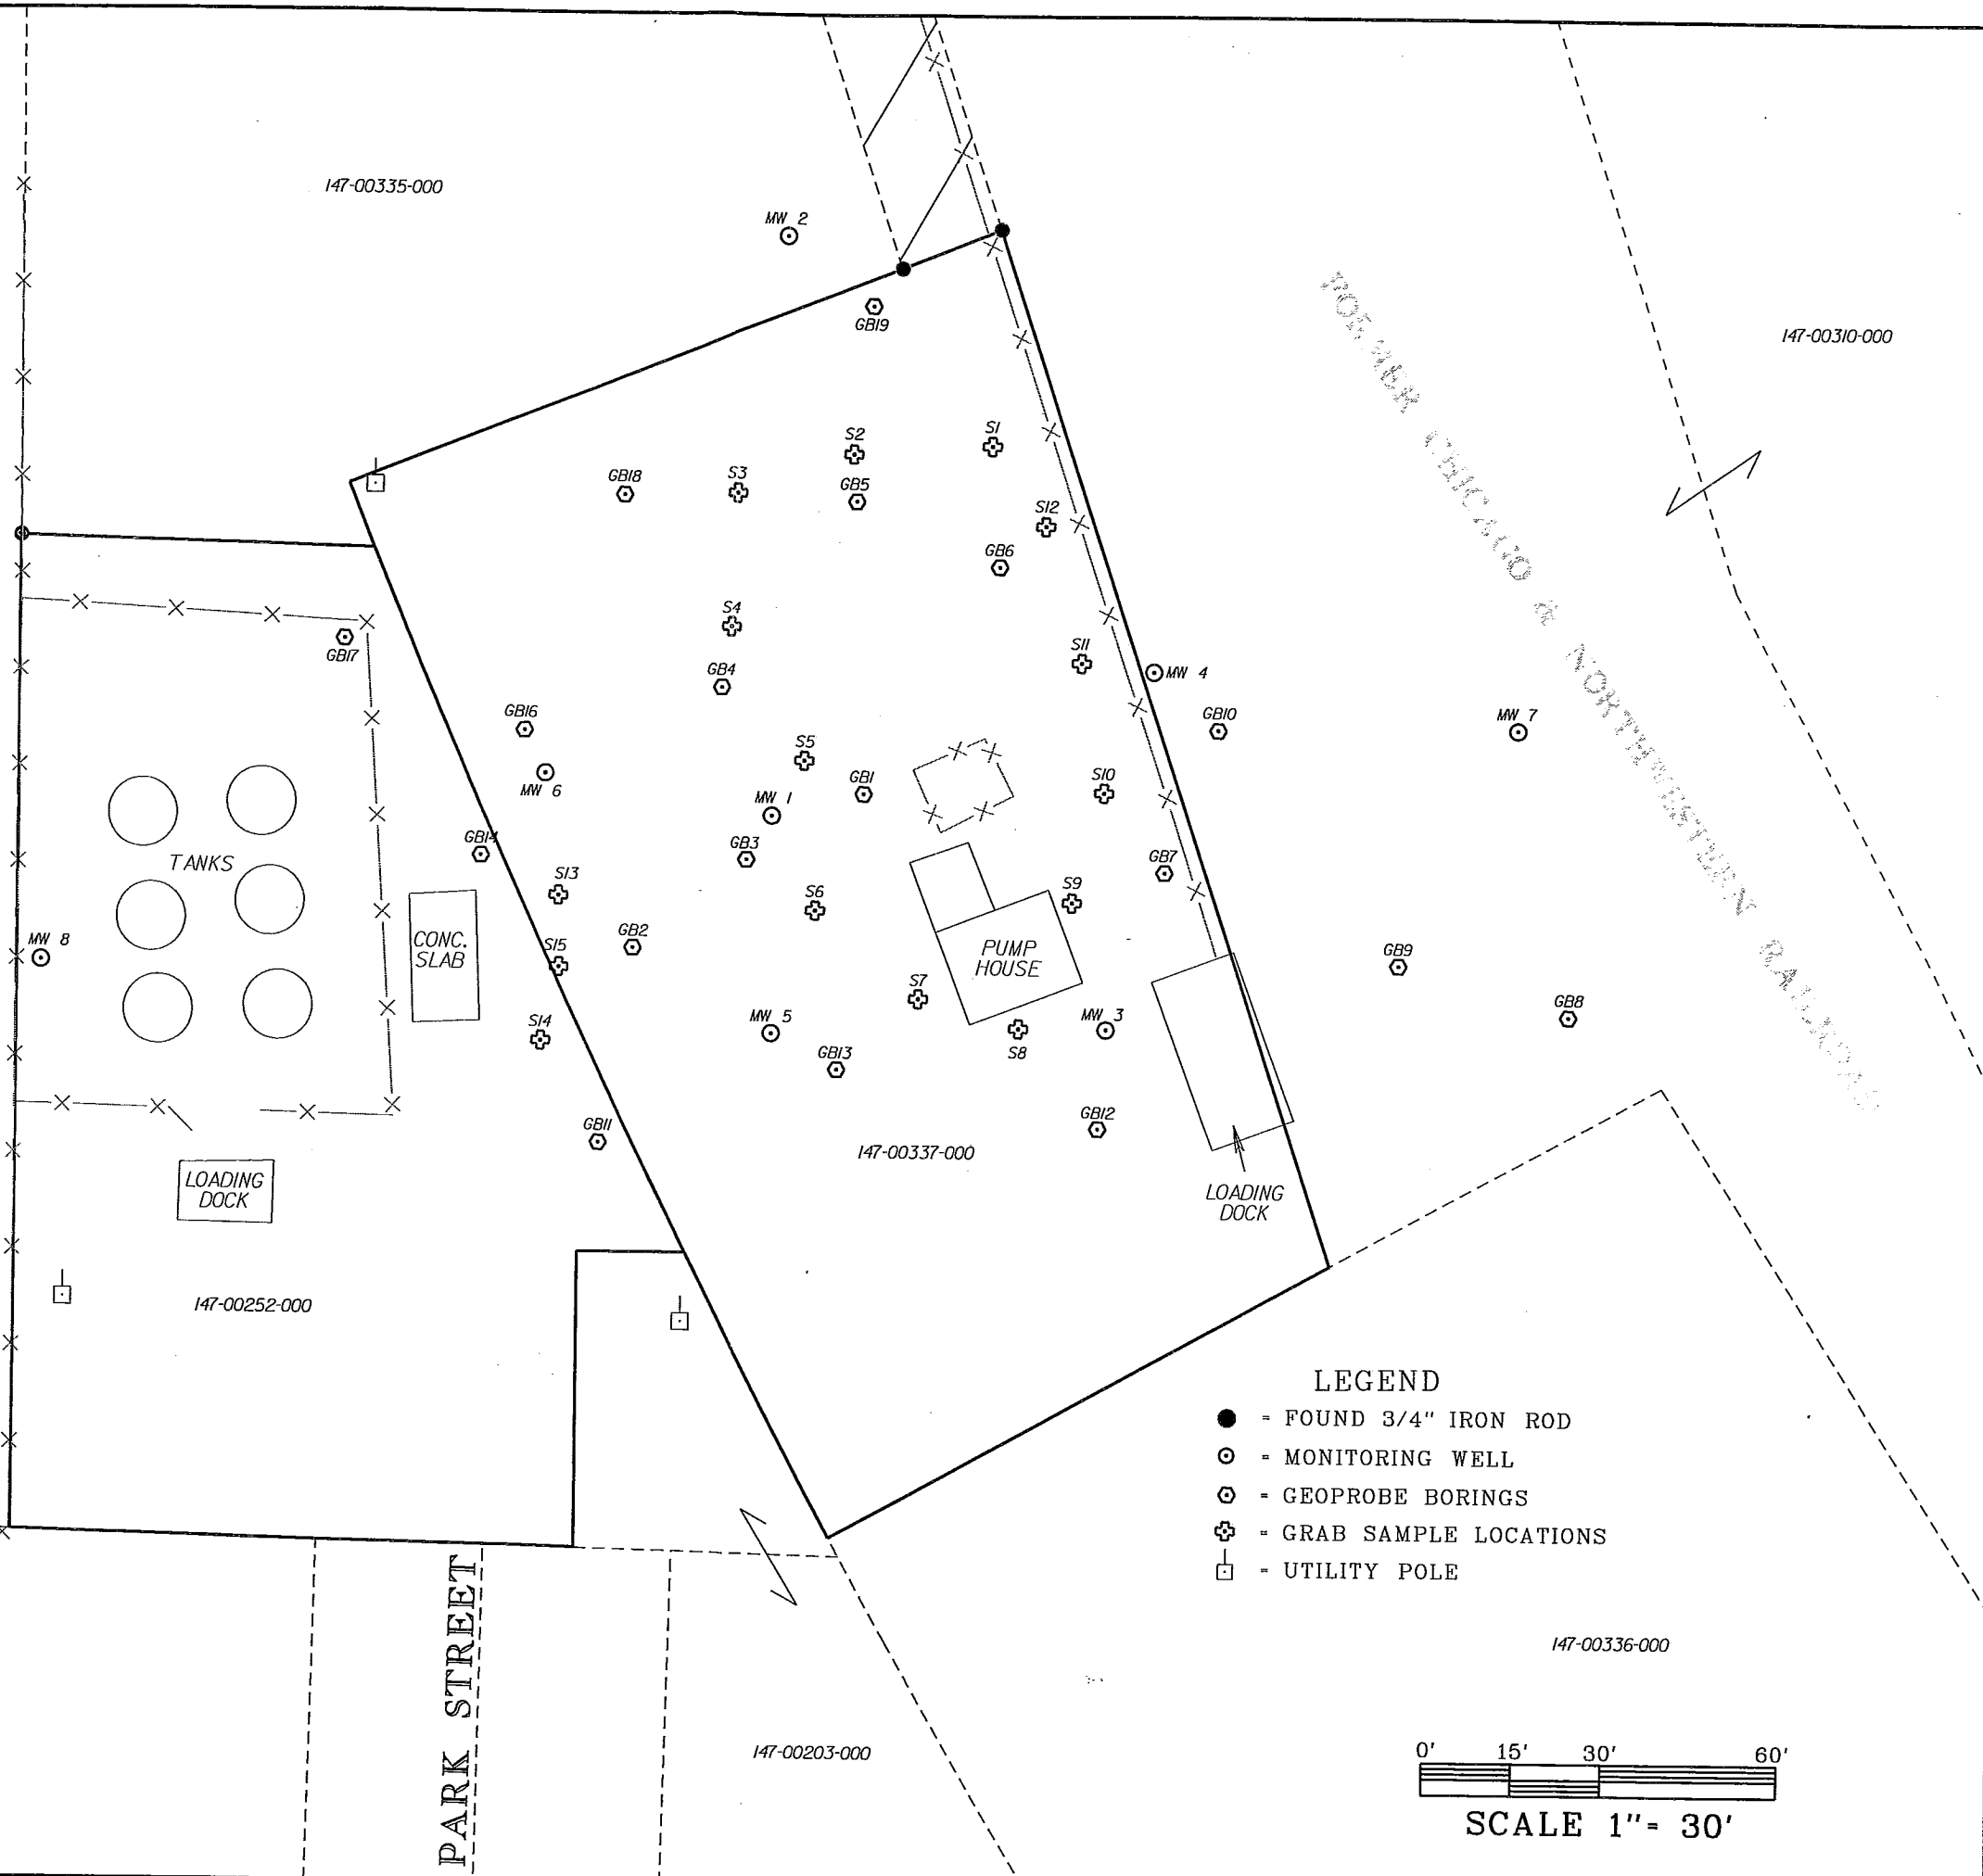 147-00335-000
MW 2
GB19
147-00310-000
FORMER CHICAGO & NORTHWESTERN RAILROAD
S2
S1
GB18
S3
GB5
S12
GB6
S4
GB17
S11
GB4
MW 4
GB16
GB10
MW 7
S5
MW 6
GB1
S10
MW 1
GB14
GB3
TANKS
GB7
S13
S6
S9
MW 8
CONC.
SLAB
S15
GB2
PUMP
HOUSE
GB9
S7
GB8
S14
MW 5
MW 3
S8
GB13
GB11
GB12
147-00337-000
LOADING
DOCK
LOADING
DOCK
147-00252-000
LEGEND
= FOUND 3/4" IRON ROD
= MONITORING WELL
= GEOPROBE BORINGS
= GRAB SAMPLE LOCATIONS
= UTILITY POLE
PARK STREET
147-00336-000
147-00203-000
0' 15' 30' 60'
SCALE 1"= 30'